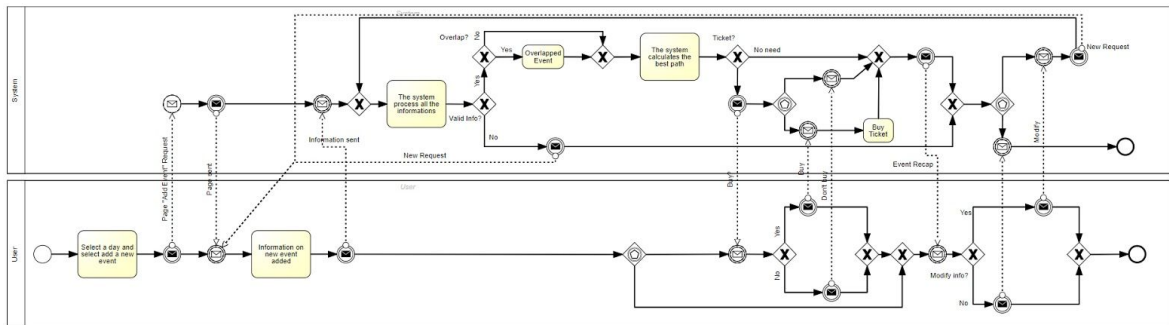 System
System
Overlap?
No
Yes
Overlapped
Event
The system
calculates the
best path
Ticket?
No need
New Request
The system
process all the
informations
Yes
Valid Info?
No
Buy
Ticket
Information sent
New Request
Event Recap
Modify
Page "Add Event" Request
Page sent
Buy?
Buy
Don't buy
User
User
Select a day and
select add a new
event
Information on
new event
added
Yes
No
Modify info?
Yes
No